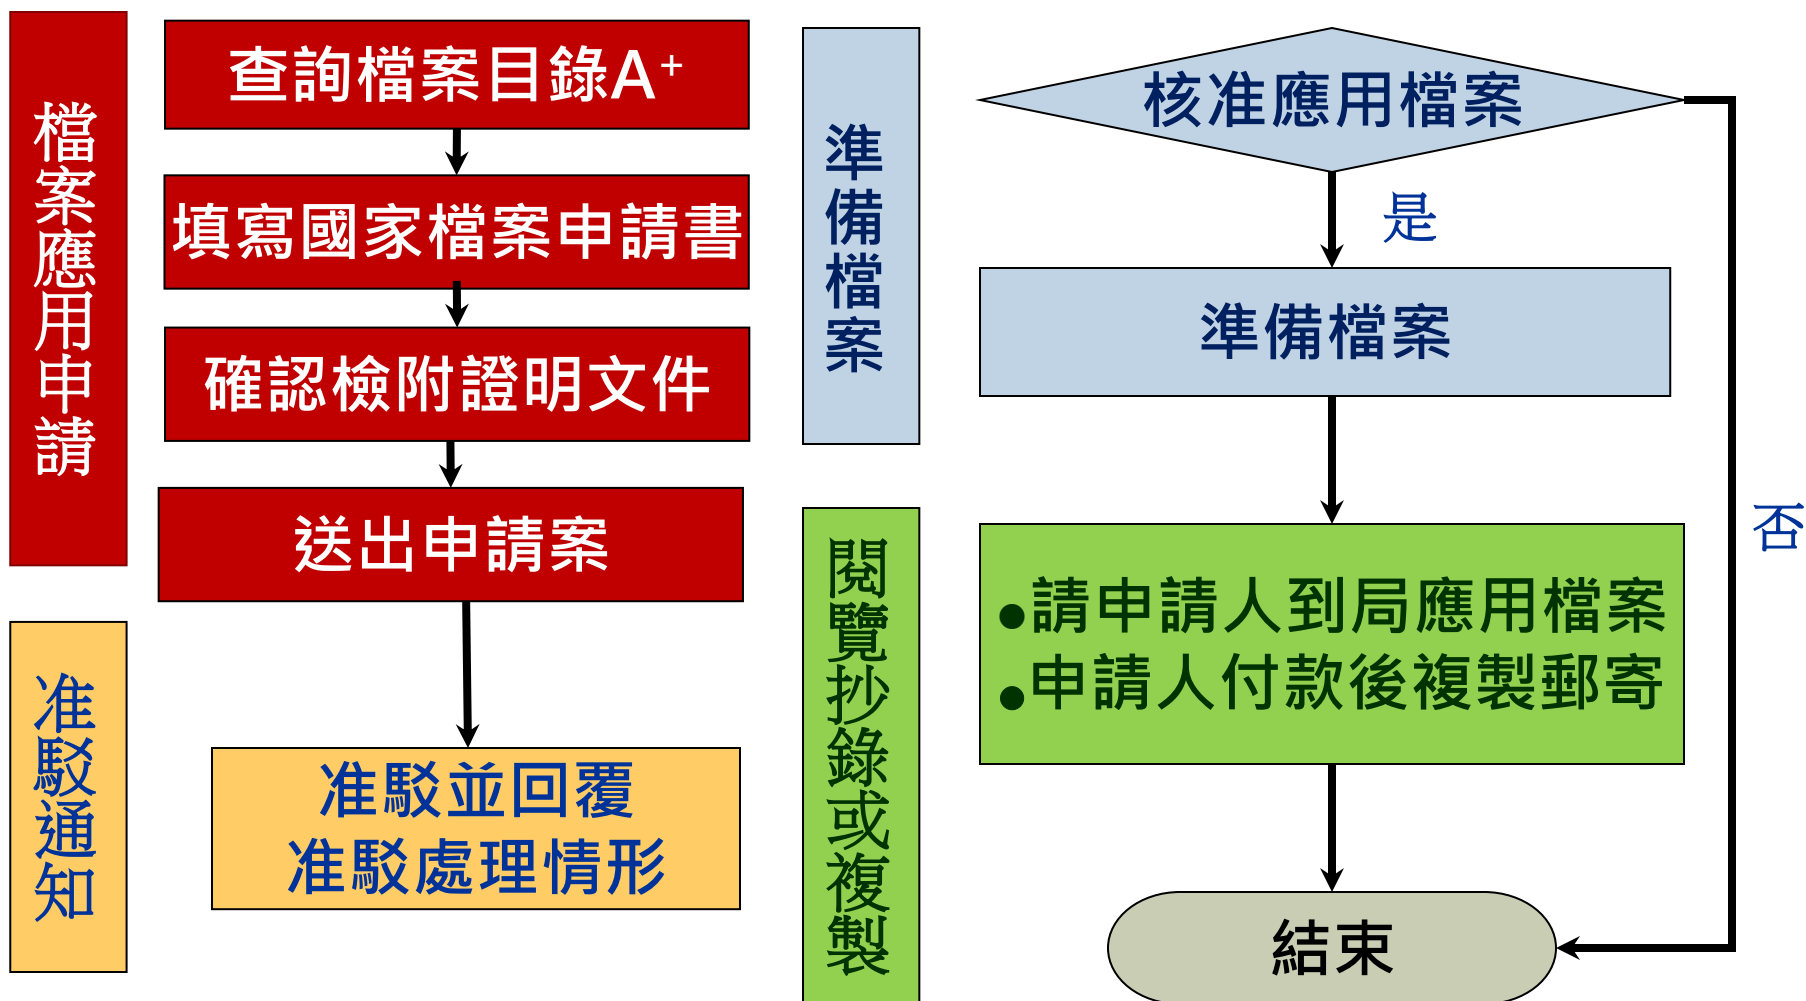 檔案應用申請
查詢檔案目錄A+
填寫國家檔案申請書
確認檢附證明文件
送出申請案
准駁通知
准駁並回覆
准駁處理情形
準備檔案
核准應用檔案
是
準備檔案
否
閱覽抄錄或複製
●請申請人到局應用檔案
●申請人付款後複製郵寄
結束